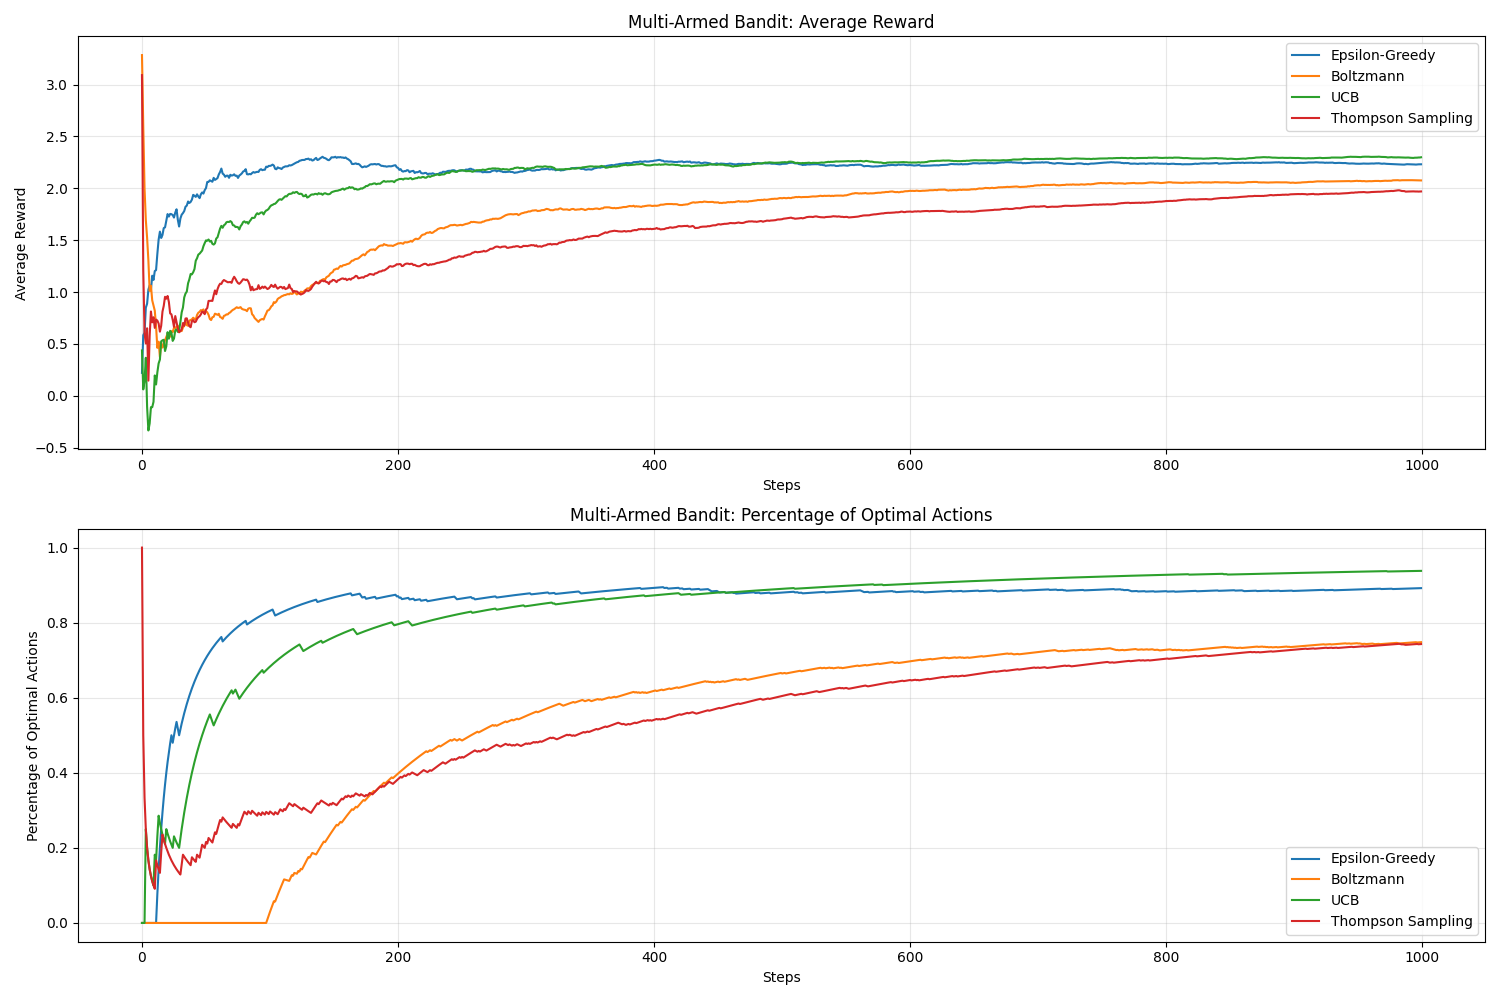 Multi-Armed Bandit: Average Reward
Average Reward
3.0
2.5
2.0
1.5
1.0
0.5
0.0
−0.5
Epsilon-Greedy
Boltzmann
UCB
Thompson Sampling
0 200 400 600 800 1000
Steps
Multi-Armed Bandit: Percentage of Optimal Actions
Percentage of Optimal Actions
1.0
0.8
0.6
0.4
0.2
0.0
Epsilon-Greedy
Boltzmann
UCB
Thompson Sampling
0 200 400 600 800 1000
Steps